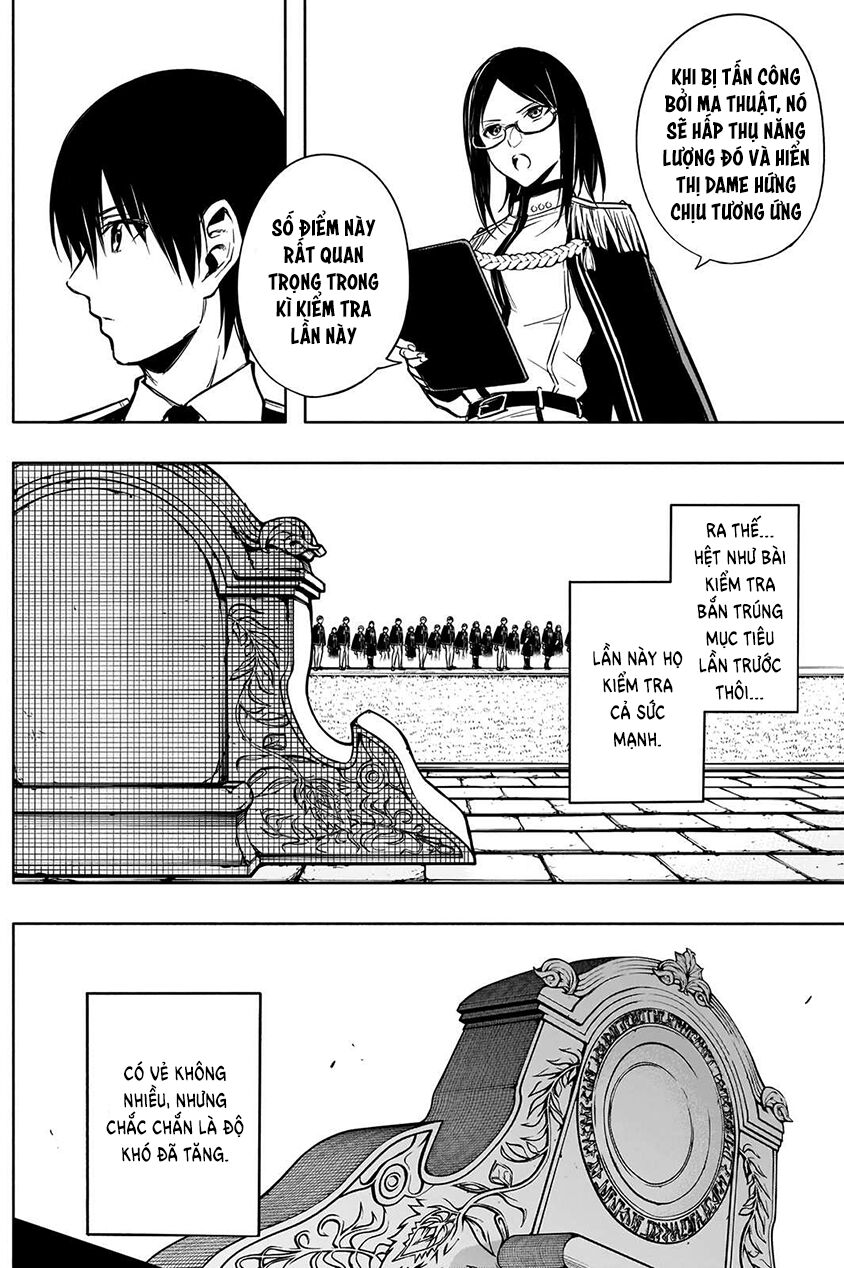 KHI BỊ TẤN CÔNG
BỞI MA THUẬT, NÓ
SẼ HẤP THỤ NĂNG
LƯỢNG ĐÓ VÀ HIỂN
THỊ DAME HỨNG
CHỊU TƯƠNG ỨNG
SỐ ĐIỂM NÀY
RẤT QUAN
TRỌNG TRONG
KÌ KIỂM TRA
LẦN NÀY
RA THẾ...
HỆT NHƯ BÀI
KIỂM TRA
BẮN TRÚNG
MỤC TIÊU
LẦN TRƯỚC
THÔI...
LẦN NÀY HỌ
KIỂM TRA
CẢ SỨC
MẠNH.
CÓ VẺ KHÔNG
NHIỀU, NHƯNG
CHẮC CHẮN LÀ ĐỘ
KHÓ ĐÃ TĂNG.